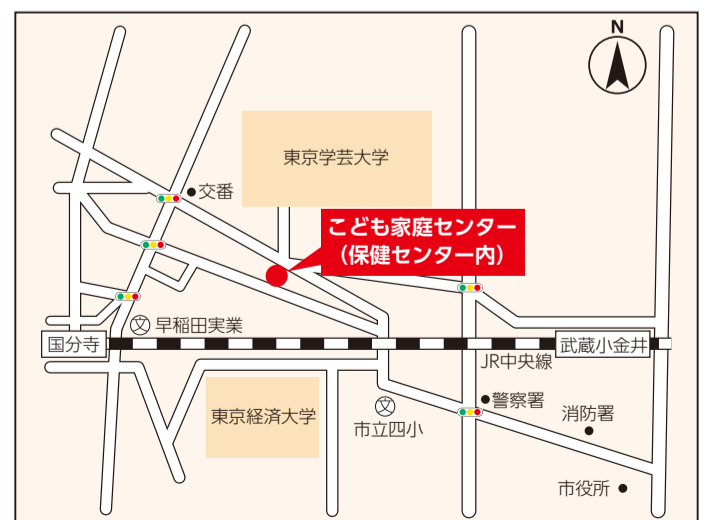 N
東京学芸大学
交番
こども家庭センター
（保健センター内）
早稲田実業
文
国分寺
武蔵小金井
JR中央線
東京経済大学
文
市立四小
警察署
消防署
市役所